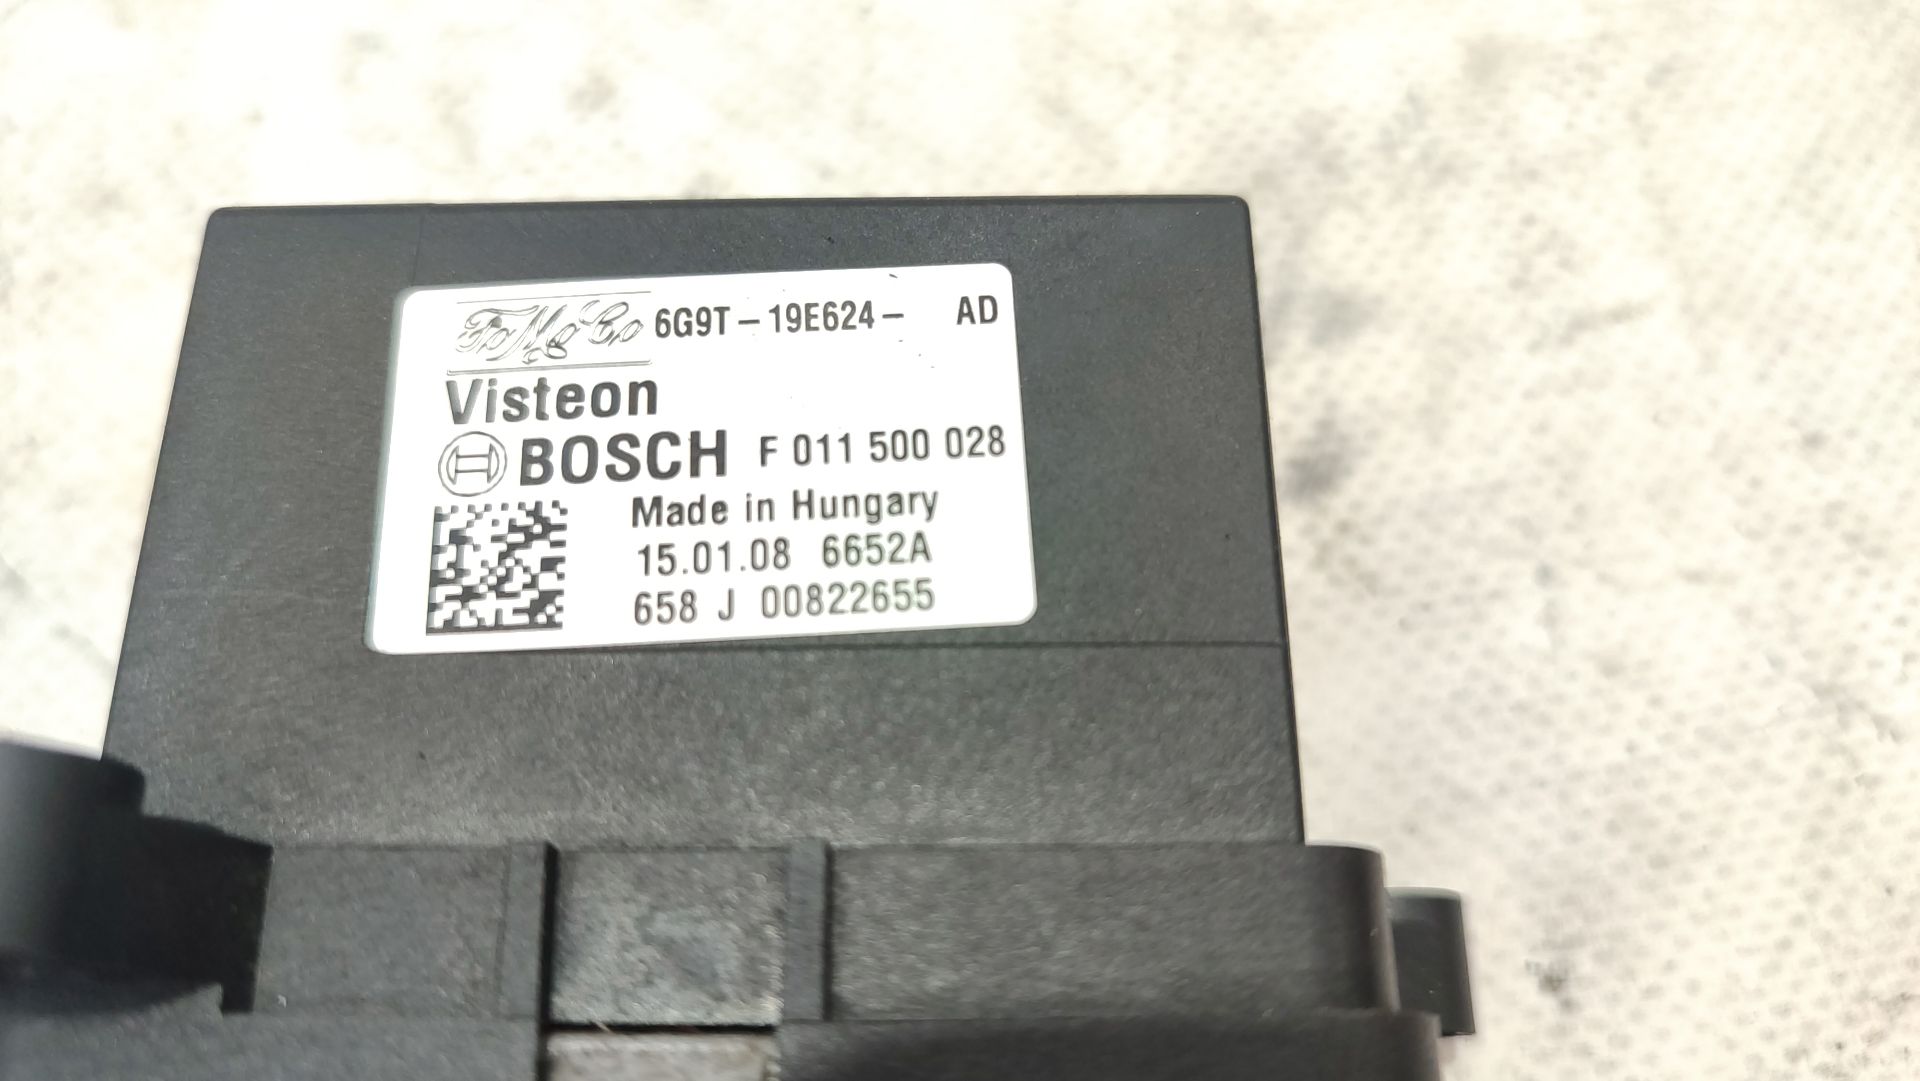 FoMoCo 6G9T-19E624- AD
Visteon
BOSCH F 011 500 028
Made in Hungary
15.01.08 6652A
658 J 00822655